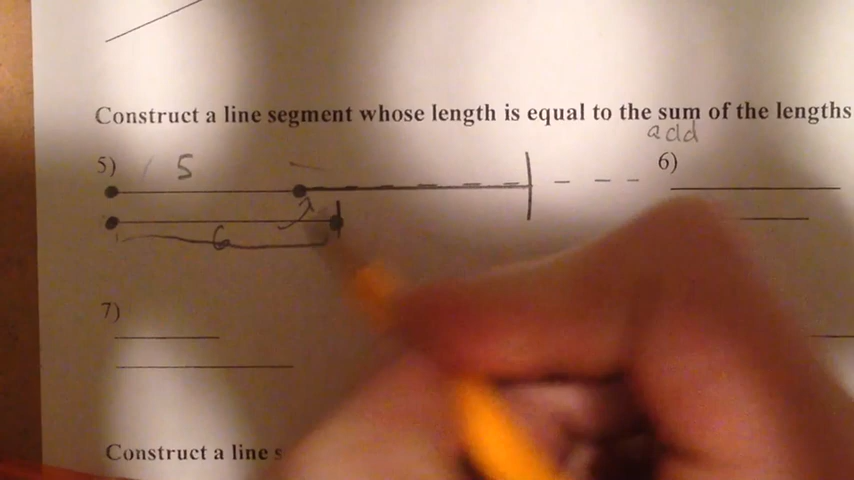 Construct a line segment whose length is equal to the sum of the lengths
add
5) 5 6)
6
7)
Construct a line s